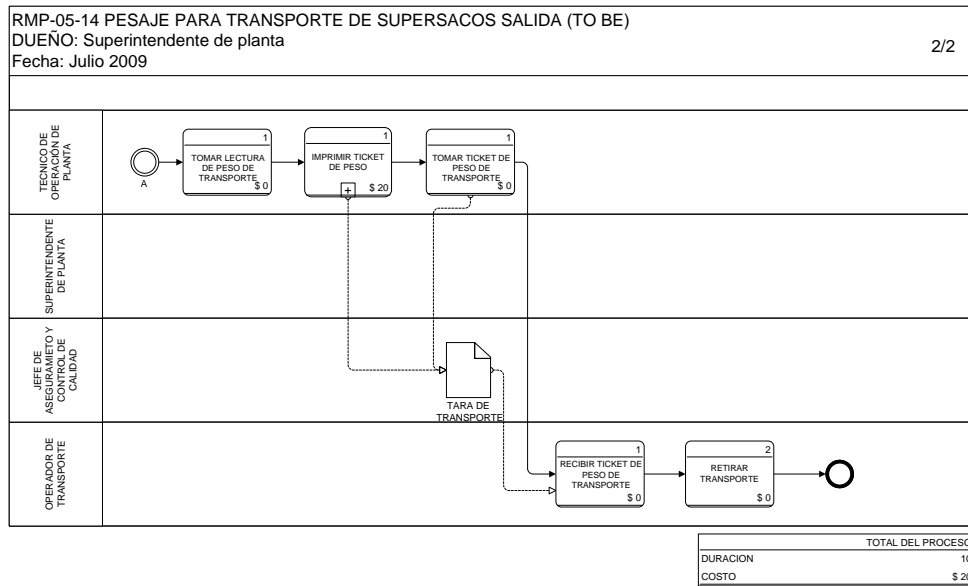 RMP-05-14 PESAJE PARA TRANSPORTE DE SUPERSACOS SALIDA (TO BE)
DUEÑO: Superintendente de planta
2/2
Fecha: Julio 2009
TECNICO DE
OPERACIÓN DE
PLANTA
A
1
TOMAR LECTURA
DE PESO DE
TRANSPORTE
$ 0
1
IMPRIMIR TICKET
DE PESO
+
$ 20
1
TOMAR TICKET DE
PESO DE
TRANSPORTE
$ 0
SUPERINTENDENTE
DE PLANTA
JEFE DE
ASEGURAMIETO Y
CONTROL DE
CALIDAD
TARA DE
TRANSPORTE
OPERADOR DE
TRANSPORTE
1
RECIBIR TICKET DE
PESO DE
TRANSPORTE
$ 0
2
RETIRAR
TRANSPORTE
$ 0
TOTAL DEL PROCESO
DURACION
COSTO